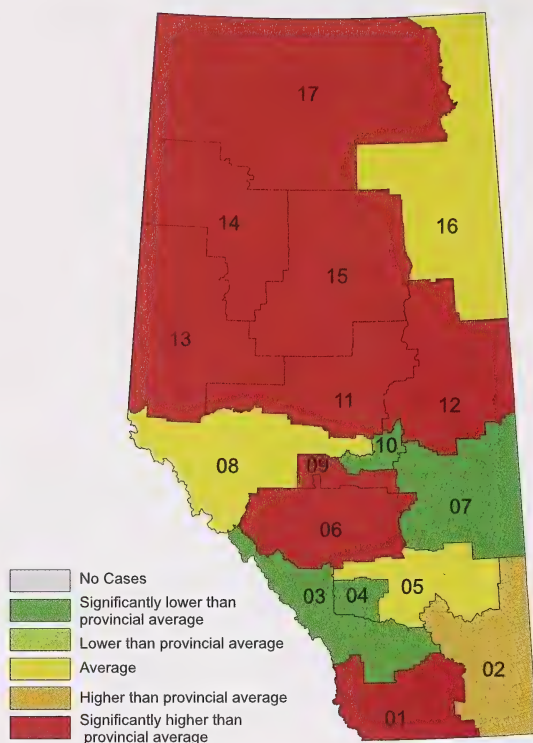 17
14
16
15
13
11
12
10
08
09
07
06
05
03
04
02
01
No Cases
Significantly lower than
provincial average
Lower than provincial average
Average
Higher than provincial average
Significantly higher than
provincial average